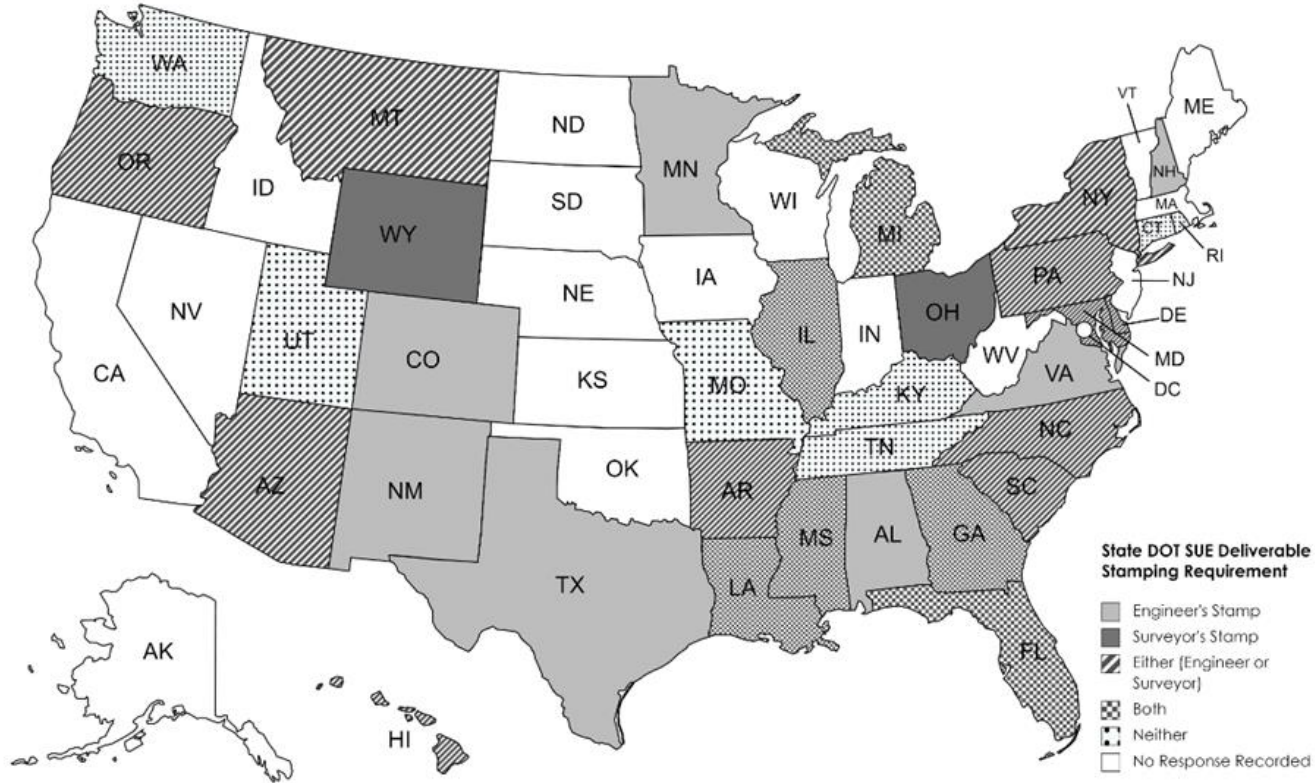 WA
VT
ME
MT
ND
OR
MN
ID
NH
SD
WI
NY
MA
WY
MI
CT
RI
IA
PA
NJ
NE
NV
OH
DE
IL
IN
UT
WV
MD
CO
CA
VA
KS
MO
KY
DC
NC
TN
OK
AZ
NM
AR
SC
MS
AL
GA
State DOT SUE Deliverable
Stamping Requirement
TX
LA
Engineer's Stamp
Surveyor's Stamp
AK
FL
Either (Engineer or
Surveyor)
Both
HI
Neither
No Response Recorded